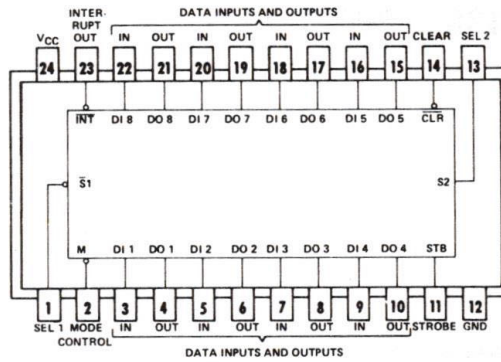 DATA INPUTS AND OUTPUTS
INTER-
RUPT
VCC OUT IN OUT IN OUT IN OUT IN OUT CLEAR SEL 2
24 23 22 21 20 19 18 17 16 15 14 13
INT DI 8 DO 8 DI 7 DO 7 DI 6 DO 6 DI 5 DO 5 CLR
S1 S2
M DI 1 DO 1 DI 2 DO 2 DI 3 DO 3 DI 4 DO 4 STB
1 2 3 4 5 6 7 8 9 10 11 12
SEL 1 MODE IN OUT IN OUT IN OUT IN OUT STROBE GND
CONTROL
DATA INPUTS AND OUTPUTS